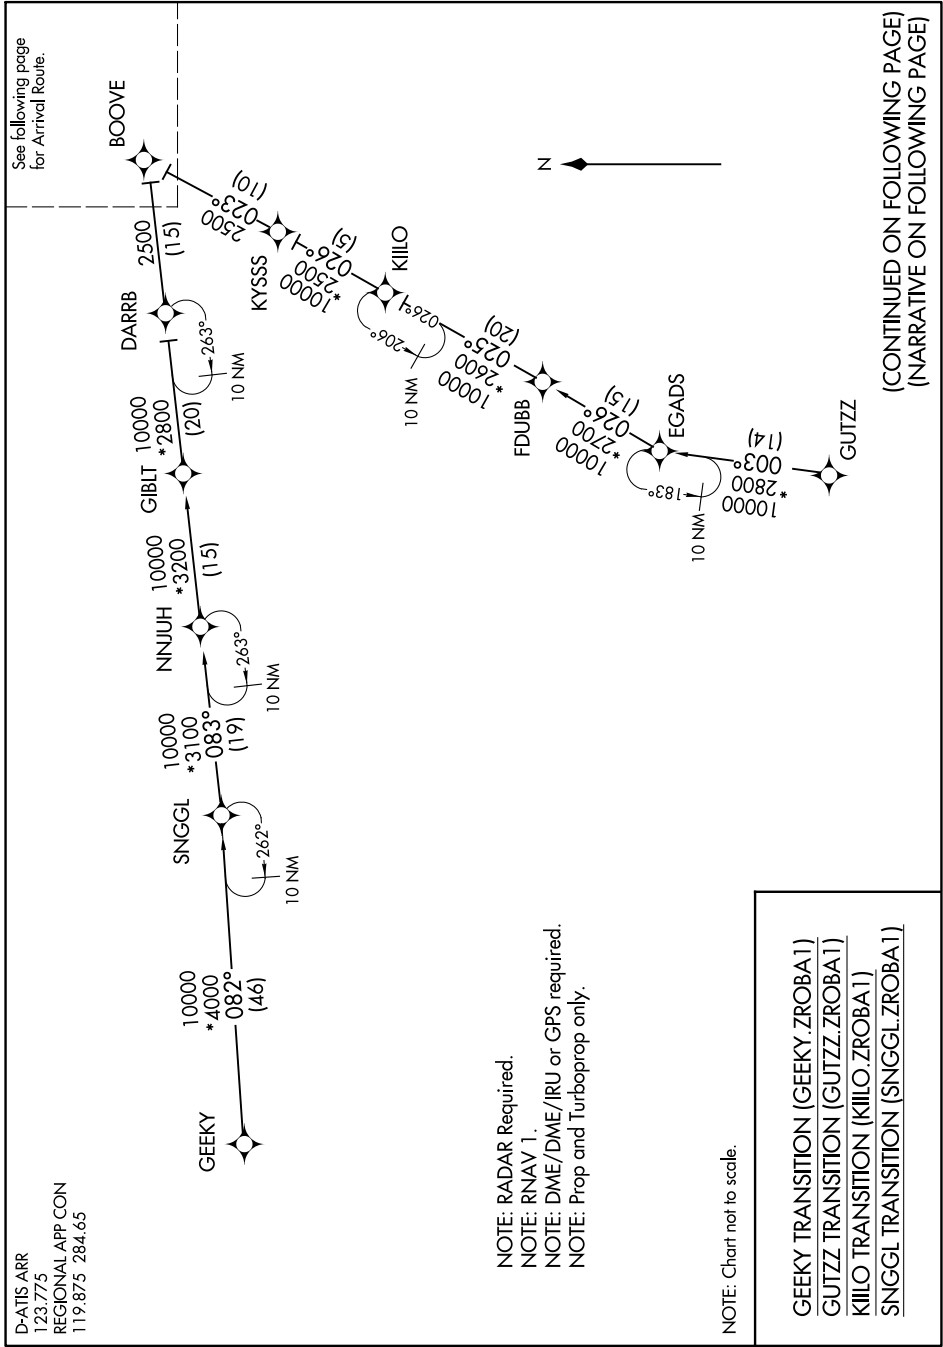 D-ATIS ARR
123.775
REGIONAL APP CON
119.875 284.65
See following page
for Arrival Route.
GEEKY
10000
*4000
082°
(46)
SNGGL
262°
10 NM
10000
*3100
083°
(19)
NNJUH
263°
10 NM
10000
*3200
(15)
GIBLT
10000
*2800
(20)
DARRB
263°
10 NM
2500
(15)
BOOVE
2500
023°
(10)
KYSSS
10000
*2500
026°
(5)
KIILO
206°
026°
10 NM
10000
*2600
025°
(20)
FDUBB
10000
*2700
026°
(15)
EGADS
183°
10 NM
10000
*2800
003°
(14)
GUTZZ
N
NOTE: RADAR Required.
NOTE: RNAV 1.
NOTE: DME/DME/IRU or GPS required.
NOTE: Prop and Turboprop only.
NOTE: Chart not to scale.
GEEKY TRANSITION (GEEKY.ZROBA1)
GUTZZ TRANSITION (GUTZZ.ZROBA1)
KIILO TRANSITION (KIILO.ZROBA1)
SNGGL TRANSITION (SNGGL.ZROBA1)
(CONTINUED ON FOLLOWING PAGE)
(NARRATIVE ON FOLLOWING PAGE)